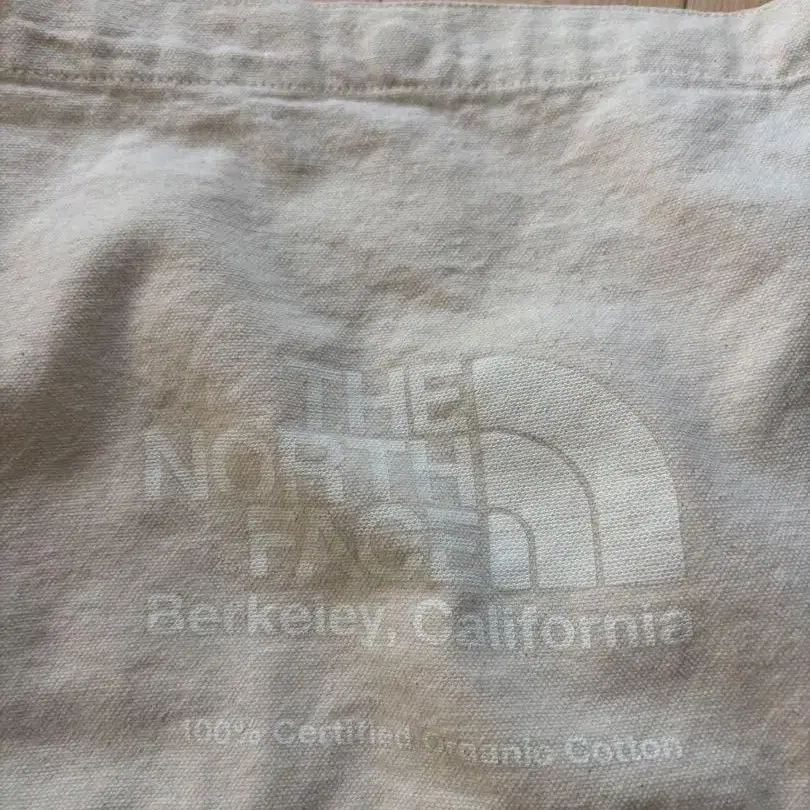 THE
NORTH
FACE
Berkeley, California
100% Certified Organic Cotton